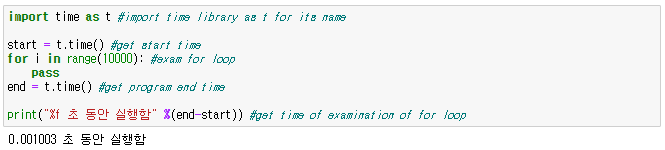 import time as t #import time library as t for its name
start = t.time() #get start time
for i in range(10000): #exam for loop
    pass
end = t.time() #get program end time
print("%f 초 동안 실행함" %(end-start)) #get time of examination of for loop
0.001003 초 동안 실행함